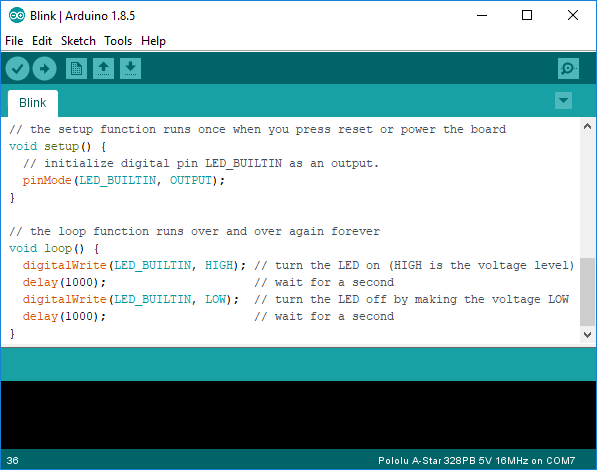 Blink | Arduino 1.8.5
File Edit Sketch Tools Help
Blink
// the setup function runs once when you press reset or power the board
void setup() {
  // initialize digital pin LED_BUILTIN as an output.
  pinMode(LED_BUILTIN, OUTPUT);
}

// the loop function runs over and over again forever
void loop() {
  digitalWrite(LED_BUILTIN, HIGH); // turn the LED on (HIGH is the voltage level)
  delay(1000);                     // wait for a second
  digitalWrite(LED_BUILTIN, LOW);  // turn the LED off by making the voltage LOW
  delay(1000);                     // wait for a second
}
36
Pololu A-Star 328PB 5V 16MHz on COM7